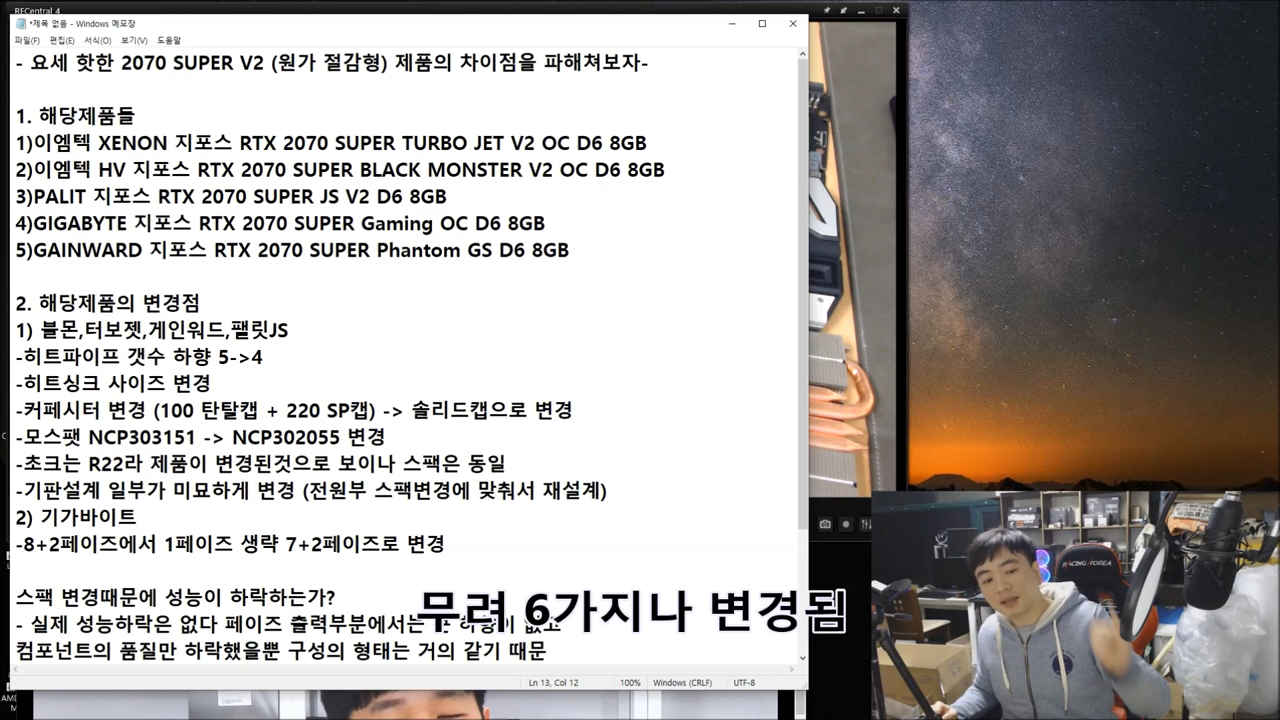 RECentral 4
*제목 없음 - Windows 메모장
파일(F) 편집(E) 서식(O) 보기(V) 도움말
- 요세 핫한 2070 SUPER V2 (원가 절감형) 제품의 차이점을 파해쳐보자-
1. 해당제품들
1)이엠텍 XENON 지포스 RTX 2070 SUPER TURBO JET V2 OC D6 8GB
2)이엠텍 HV 지포스 RTX 2070 SUPER BLACK MONSTER V2 OC D6 8GB
3)PALIT 지포스 RTX 2070 SUPER JS V2 D6 8GB
4)GIGABYTE 지포스 RTX 2070 SUPER Gaming OC D6 8GB
5)GAINWARD 지포스 RTX 2070 SUPER Phantom GS D6 8GB
2. 해당제품의 변경점
1) 블몬,터보젯,게인워드,팰릿JS
-히트파이프 갯수 하향 5->4
-히트싱크 사이즈 변경
-커페시터 변경 (100 탄탈캡 + 220 SP캡) -> 솔리드캡으로 변경
-모스팻 NCP303151 -> NCP302055 변경
-초크는 R22라 제품이 변경된것으로 보이나 스팩은 동일
-기판설계 일부가 미묘하게 변경 (전원부 스팩변경에 맞춰서 재설계)
2) 기가바이트
-8+2페이즈에서 1페이즈 생략 7+2페이즈로 변경
스팩 변경때문에 성능이 하락하는가?
- 실제 성능하락은 없다 페이즈 출력부분에서는
컴포넌트의 품질만 하락했을뿐 구성의 형태는 거의 같기 때문
무려 6가지나 변경됨
Ln 13, Col 12 100% Windows (CRLF) UTF-8
RACING KOREA